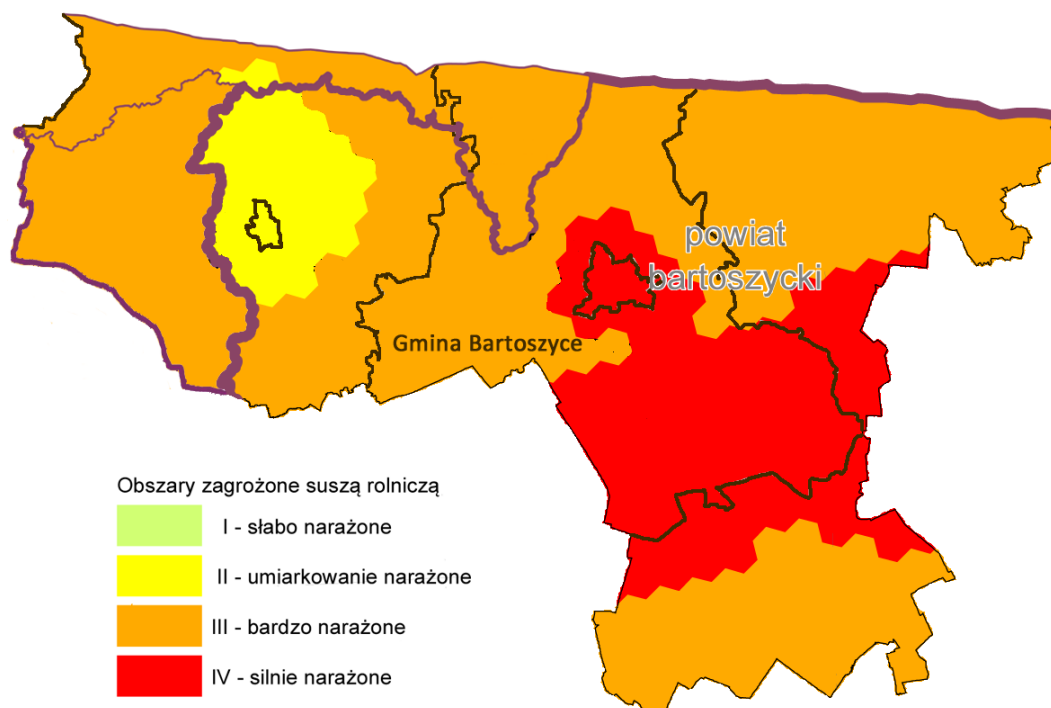 powiat
bartoszycki
Gmina Bartoszyce
Obszary zagrożone suszą rolniczą
I - słabo narażone
II - umiarkowanie narażone
III - bardzo narażone
IV - silnie narażone